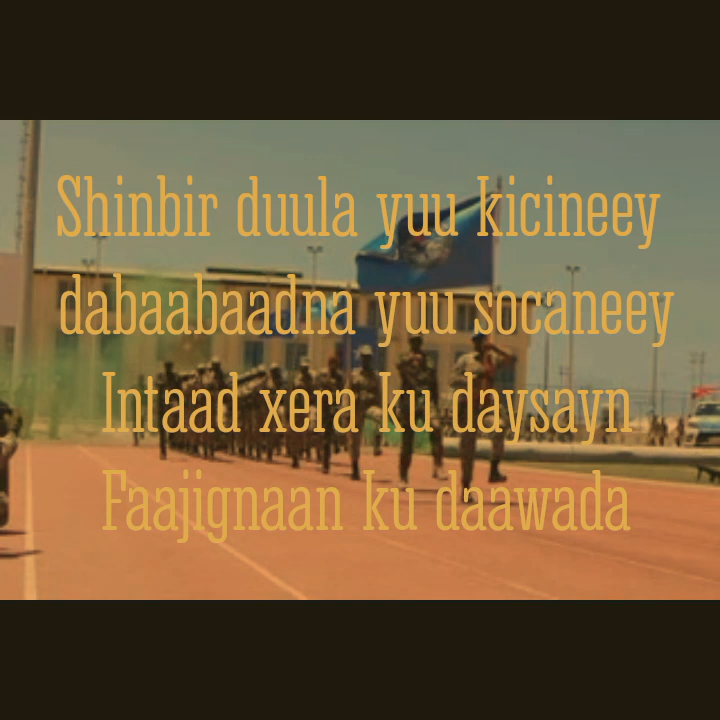 Shinbir duula yuu kicineey
dabaabaadna yuu socaneey
Intaad xera ku daysayn
Faajignaan ku daawada